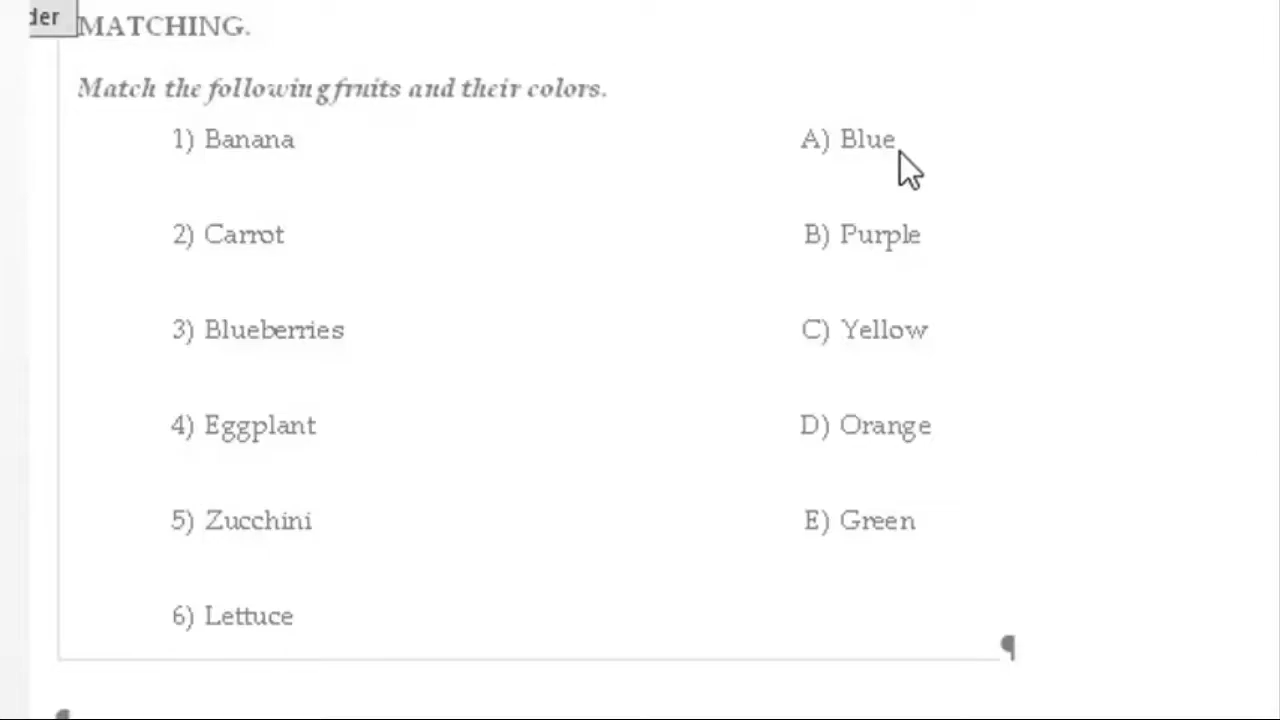 der
MATCHING.
Match the following fruits and their colors.
1) Banana
A) Blue
2) Carrot
B) Purple
3) Blueberries
C) Yellow
4) Eggplant
D) Orange
5) Zucchini
E) Green
6) Lettuce
¶
¶